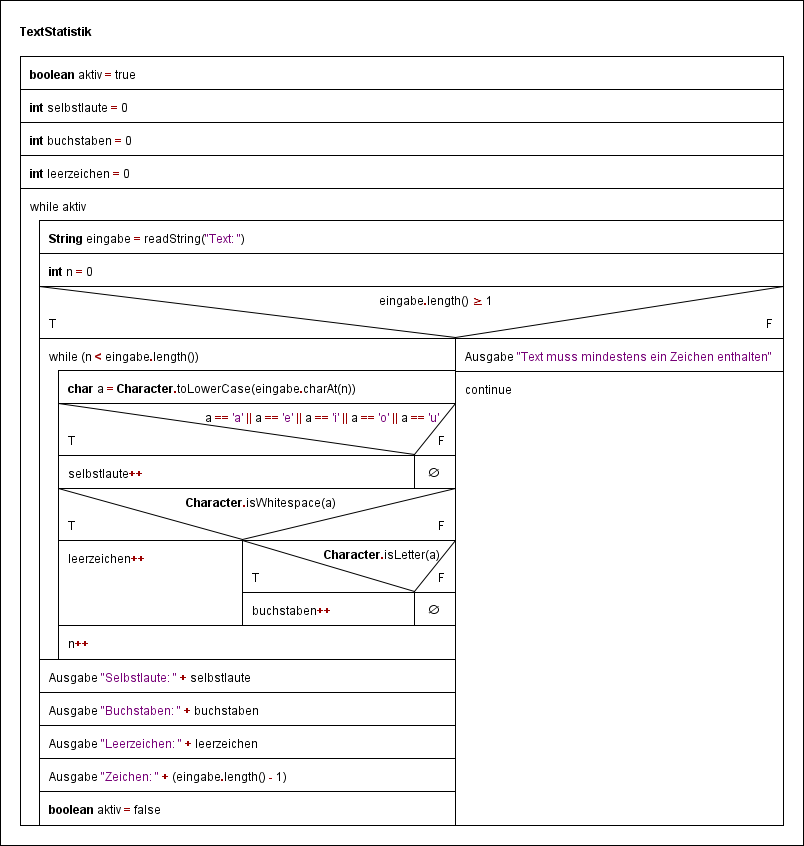 TextStatistik
boolean aktiv = true
int selbstlaute = 0
int buchstaben = 0
int leerzeichen = 0
while aktiv
String eingabe = readString("Text: ")
int n = 0
eingabe.length() ≥ 1
T
F
while (n < eingabe.length())
char a = Character.toLowerCase(eingabe.charAt(n))
a == 'a' || a == 'e' || a == 'i' || a == 'o' || a == 'u'
T
F
selbstlaute++
∅
Character.isWhitespace(a)
T
F
leerzeichen++
Character.isLetter(a)
T
F
buchstaben++
∅
n++
Ausgabe "Selbstlaute: " + selbstlaute
Ausgabe "Buchstaben: " + buchstaben
Ausgabe "Leerzeichen: " + leerzeichen
Ausgabe "Zeichen: " + (eingabe.length() - 1)
boolean aktiv = false
Ausgabe "Text muss mindestens ein Zeichen enthalten"
continue